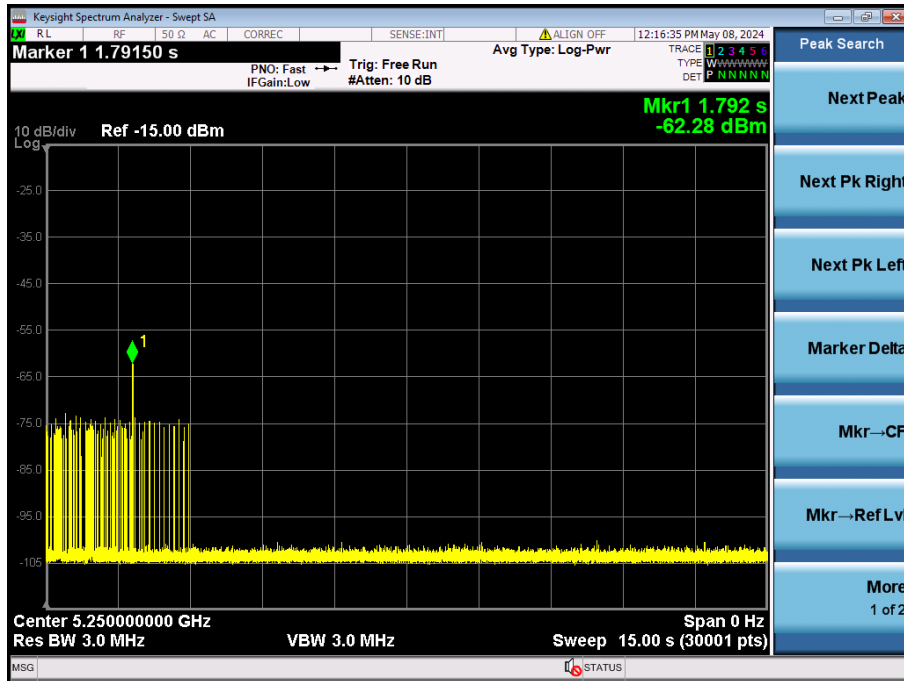 Keysight Spectrum Analyzer - Swept SA
LXI RL RF 50 Ω AC CORREC SENSE:INT ALIGN OFF 12:16:35 PM May 08, 2024
Marker 1 1.79150 s
PNO: Fast
IFGain:Low
Trig: Free Run
#Atten: 10 dB
Avg Type: Log-Pwr
TRACE 1 2 3 4 5 6
TYPE WWWWWW
DET P N N N N N
Mkr1 1.792 s
-62.28 dBm
10 dB/div Ref -15.00 dBm
Log
1
-25.0
-35.0
-45.0
-55.0
-65.0
-75.0
-85.0
-95.0
-105
Center 5.250000000 GHz Span 0 Hz
Res BW 3.0 MHz VBW 3.0 MHz Sweep 15.00 s (30001 pts)
MSG STATUS
Peak Search
Next Peak
Next Pk Right
Next Pk Left
Marker Delta
Mkr→CF
Mkr→Ref Lvl
More
1 of 2